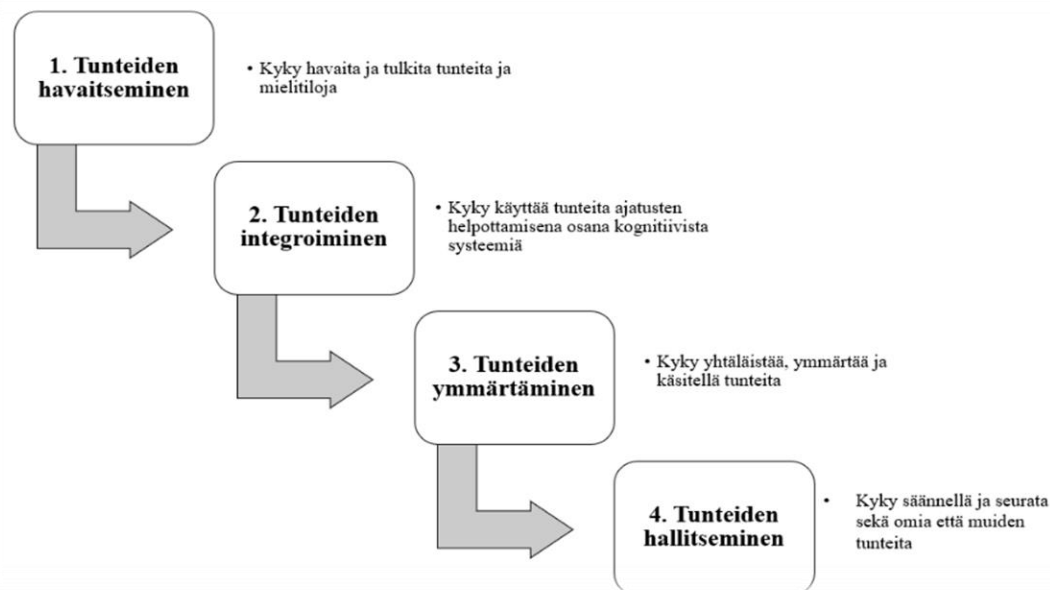 1. Tunteiden
havaitseminen
• Kyky havaita ja tulkita tunteita ja
mielitiloja
2. Tunteiden
integroiminen
• Kyky käyttää tunteita ajatusten
helpottamisena osana kognitiivista
systeemiä
3. Tunteiden
ymmärtäminen
• Kyky yhtäläistää, ymmärtää ja
käsitellä tunteita
4. Tunteiden
hallitseminen
• Kyky säännellä ja seurata
sekä omia että muiden
tunteita